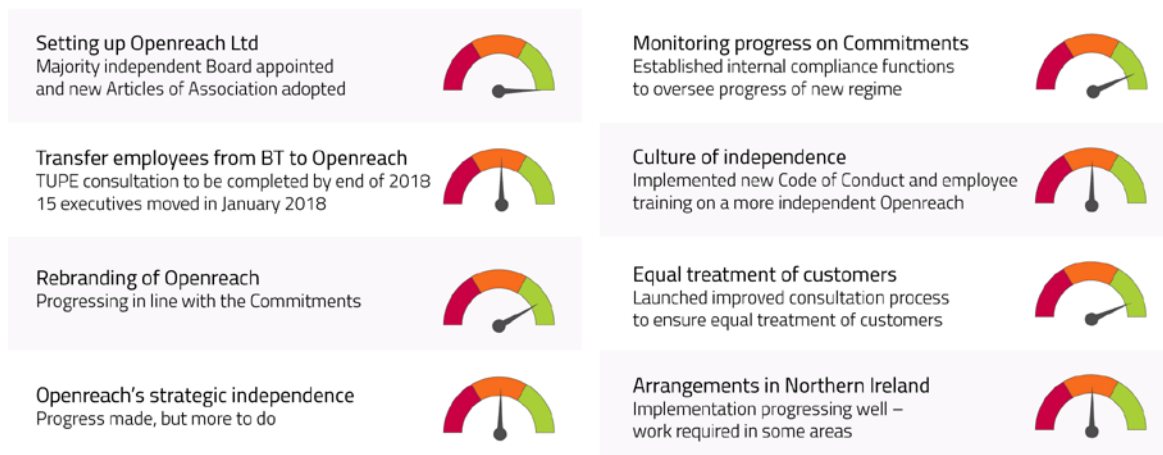 Setting up Openreach Ltd
Majority independent Board appointed
and new Articles of Association adopted
Transfer employees from BT to Openreach
TUPE consultation to be completed by end of 2018
15 executives moved in January 2018
Rebranding of Openreach
Progressing in line with the Commitments
Openreach’s strategic independence
Progress made, but more to do
Monitoring progress on Commitments
Established internal compliance functions
to oversee progress of new regime
Culture of independence
Implemented new Code of Conduct and employee
training on a more independent Openreach
Equal treatment of customers
Launched improved consultation process
to ensure equal treatment of customers
Arrangements in Northern Ireland
Implementation progressing well –
work required in some areas